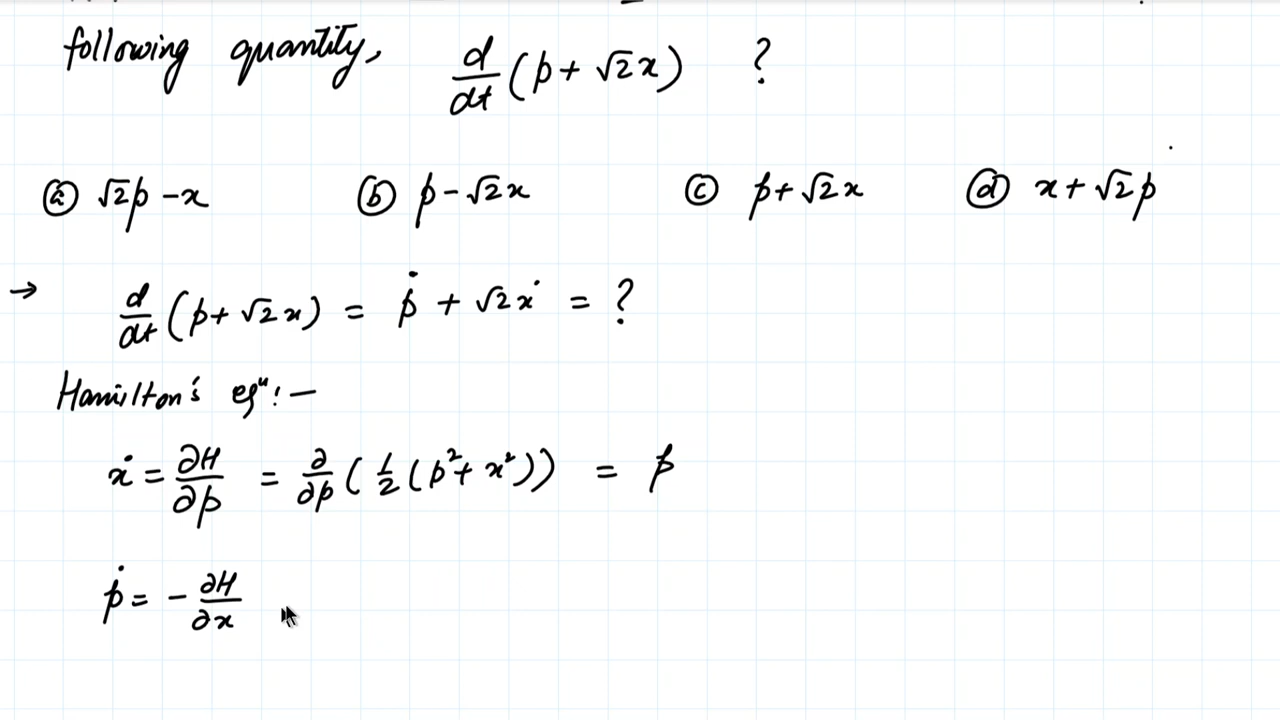 following quantity, d/dt (p + √2x) ?
ⓐ √2p - x ⓑ p - √2x ⓒ p + √2x ⓓ x + √2p
→ d/dt (p + √2x) = ṗ + √2ẋ = ?
Hamilton's eqⁿ: —
ẋ = ∂H/∂p = ∂/∂p (1/2 (p² + x²)) = p
ṗ = - ∂H/∂x